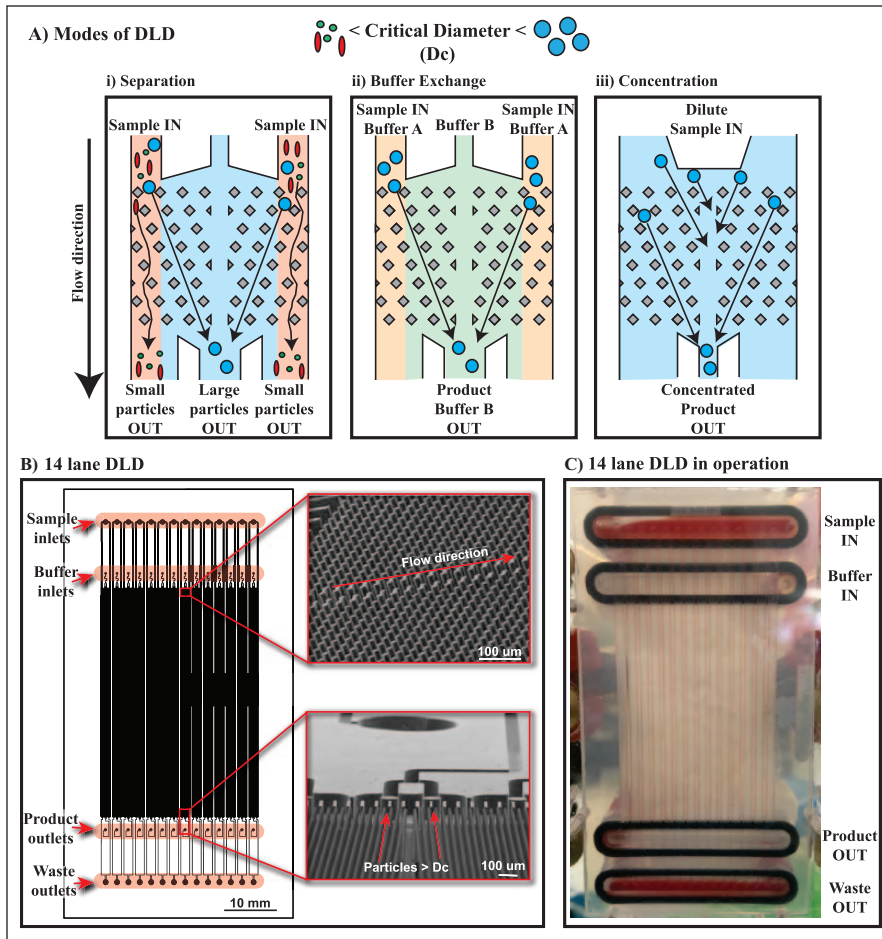 A) Modes of DLD
< Critical Diameter <
(Dc)
i) Separation
ii) Buffer Exchange
iii) Concentration
Flow direction
Sample IN
Sample IN
Small
particles
OUT
Large
particles
OUT
Small
particles
OUT
Sample IN
Buffer A
Buffer B
Sample IN
Buffer A
Product
Buffer B
OUT
Dilute
Sample IN
Concentrated
Product
OUT
B) 14 lane DLD
Sample
inlets
Buffer
inlets
Product
outlets
Waste
outlets
10 mm
Flow direction
100 um
Particles > Dc
100 um
C) 14 lane DLD in operation
Sample
IN
Buffer
IN
Product
OUT
Waste
OUT